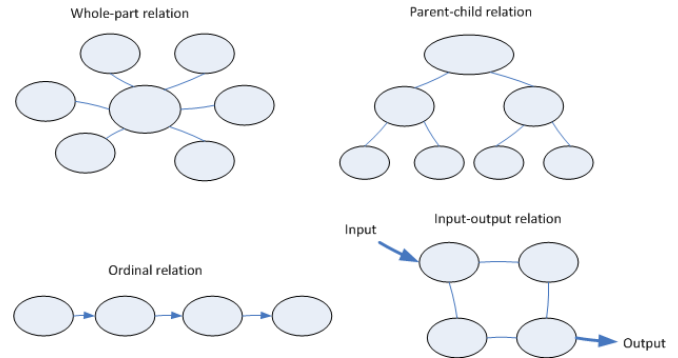 Whole-part relation
Parent-child relation
Input-output relation
Input
Ordinal relation
Output